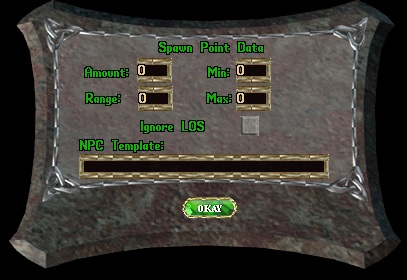 Spawn Point Data
Amount: 0 Min: 0
Range: 0 Max: 0
Ignore LOS
NPC Template:
OKAY